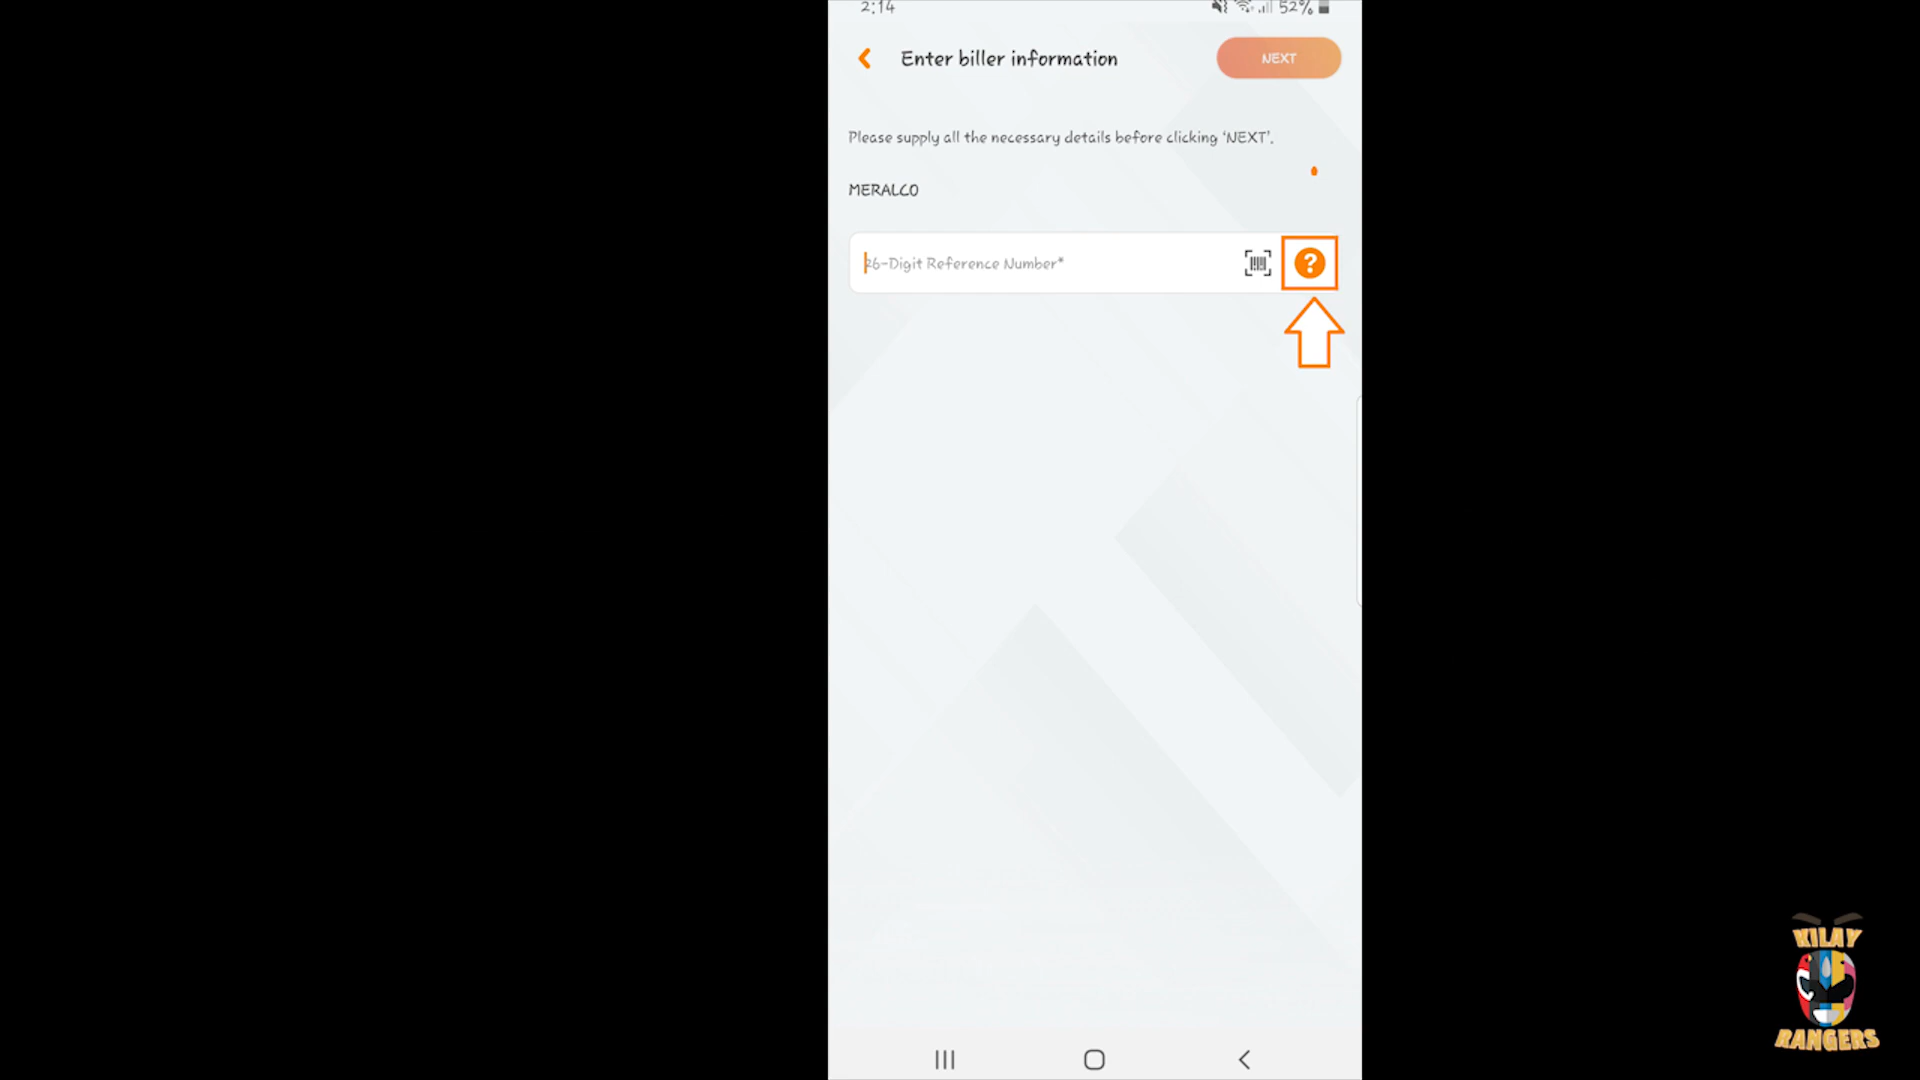 2:14
52%
Enter biller information
NEXT
Please supply all the necessary details before clicking ‘NEXT’.
MERALCO
26-Digit Reference Number*
?
KILAY
RANGERS